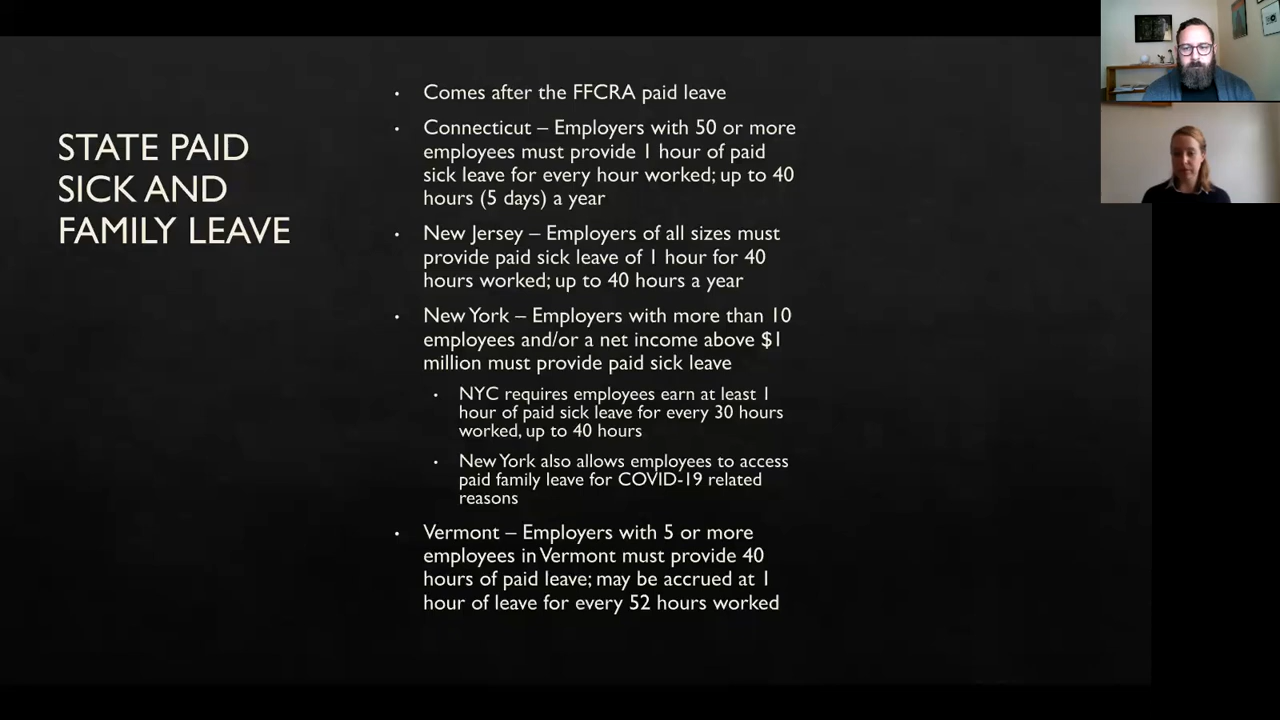 STATE PAID
SICK AND
FAMILY LEAVE
• Comes after the FFCRA paid leave
• Connecticut – Employers with 50 or more
employees must provide 1 hour of paid
sick leave for every hour worked; up to 40
hours (5 days) a year
• New Jersey – Employers of all sizes must
provide paid sick leave of 1 hour for 40
hours worked; up to 40 hours a year
• New York – Employers with more than 10
employees and/or a net income above $1
million must provide paid sick leave
• NYC requires employees earn at least 1
hour of paid sick leave for every 30 hours
worked, up to 40 hours
• New York also allows employees to access
paid family leave for COVID-19 related
reasons
• Vermont – Employers with 5 or more
employees in Vermont must provide 40
hours of paid leave; may be accrued at 1
hour of leave for every 52 hours worked